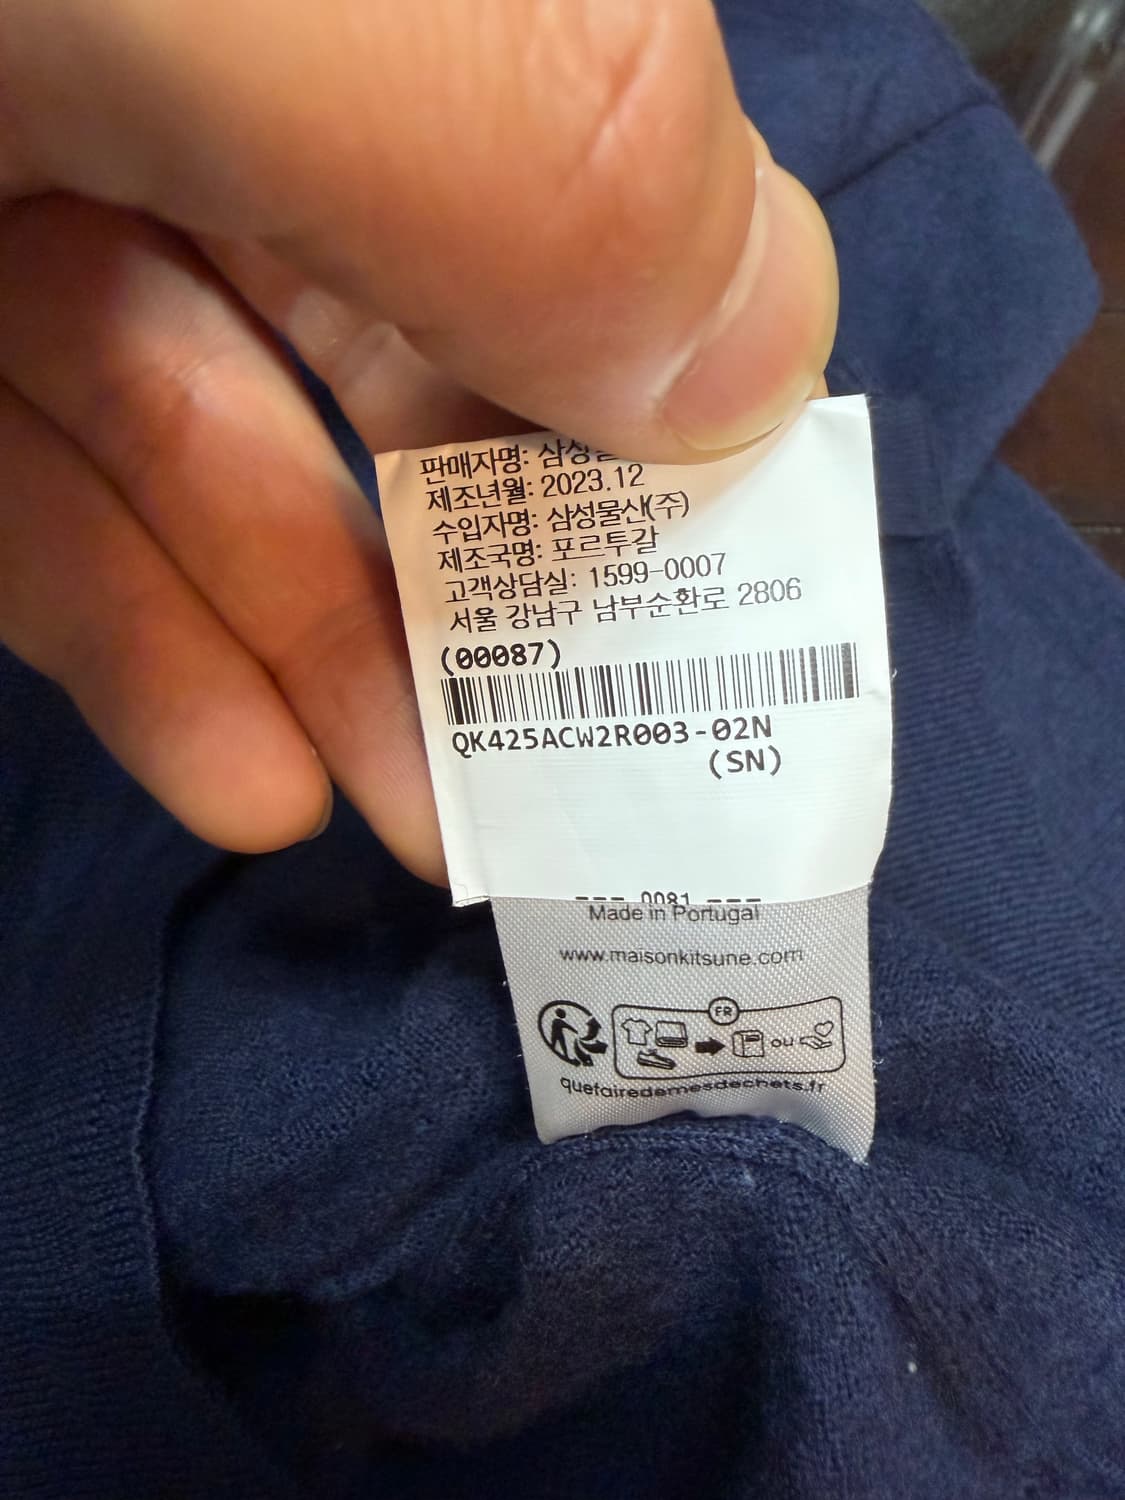 판매자명: 삼성
제조년월: 2023.12
수입자명: 삼성물산(주)
제조국명: 포르투갈
고객상담실: 1599-0007
서울 강남구 남부순환로 2806
(00087)
QK425ACW2R003-02N
(SN)
--- 0081 ---
Made in Portugal
www.maisonkitsune.com
FR
ou
quefairedemesdechets.fr